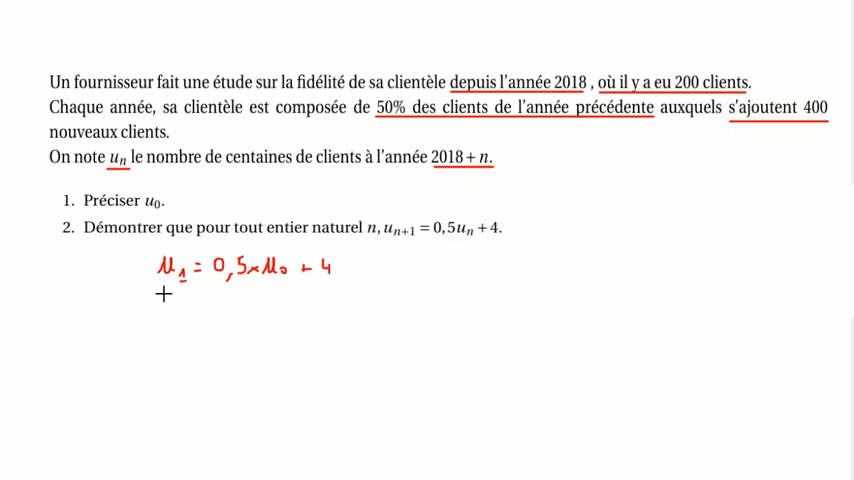 Un fournisseur fait une étude sur la fidélité de sa clientèle depuis l'année 2018 , où il y a eu 200 clients.
Chaque année, sa clientèle est composée de 50% des clients de l'année précédente auxquels s'ajoutent 400
nouveaux clients.
On note uₙ le nombre de centaines de clients à l'année 2018 + n.
1. Préciser u₀.
2. Démontrer que pour tout entier naturel n, uₙ₊₁ = 0,5uₙ + 4.
u₁ = 0,5 × u₀ + 4